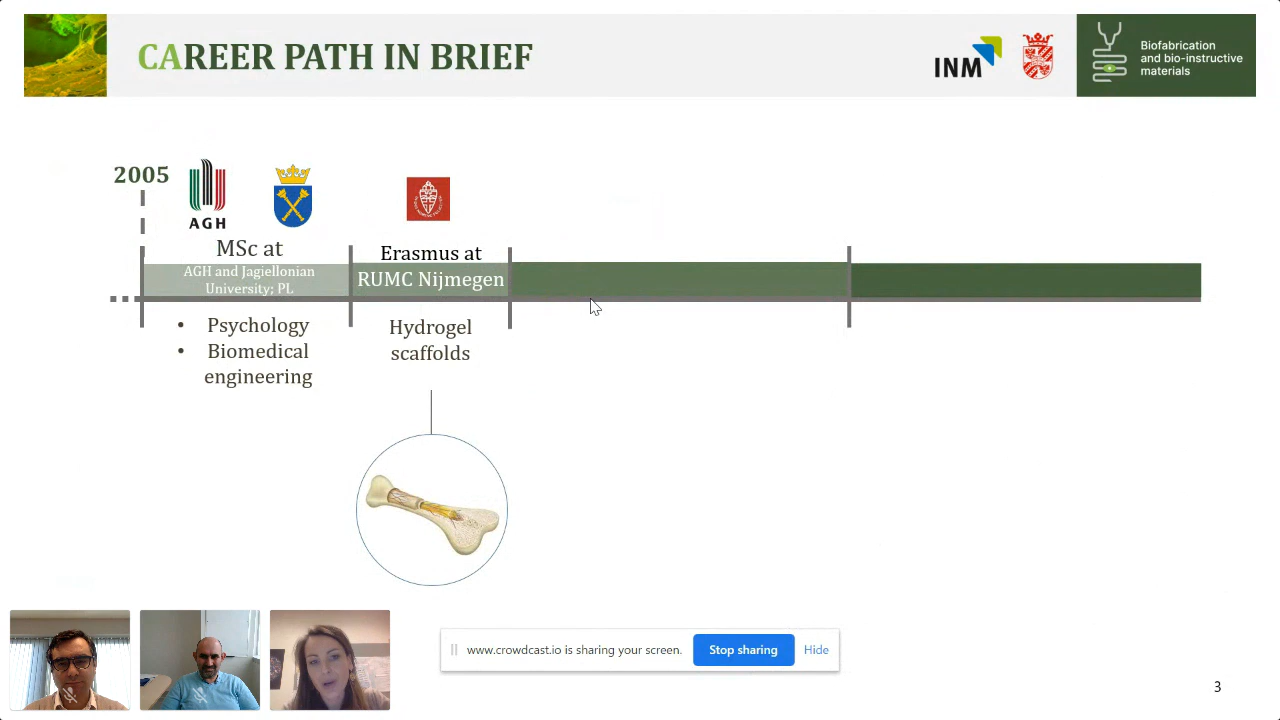 CAREER PATH IN BRIEF
INM
Biofabrication
and bio-instructive
materials
2005
AGH
MSc at
AGH and Jagiellonian
University; PL
Erasmus at
RUMC Nijmegen
• Psychology
• Biomedical
engineering
Hydrogel
scaffolds
www.crowdcast.io is sharing your screen.
Stop sharing
Hide
3